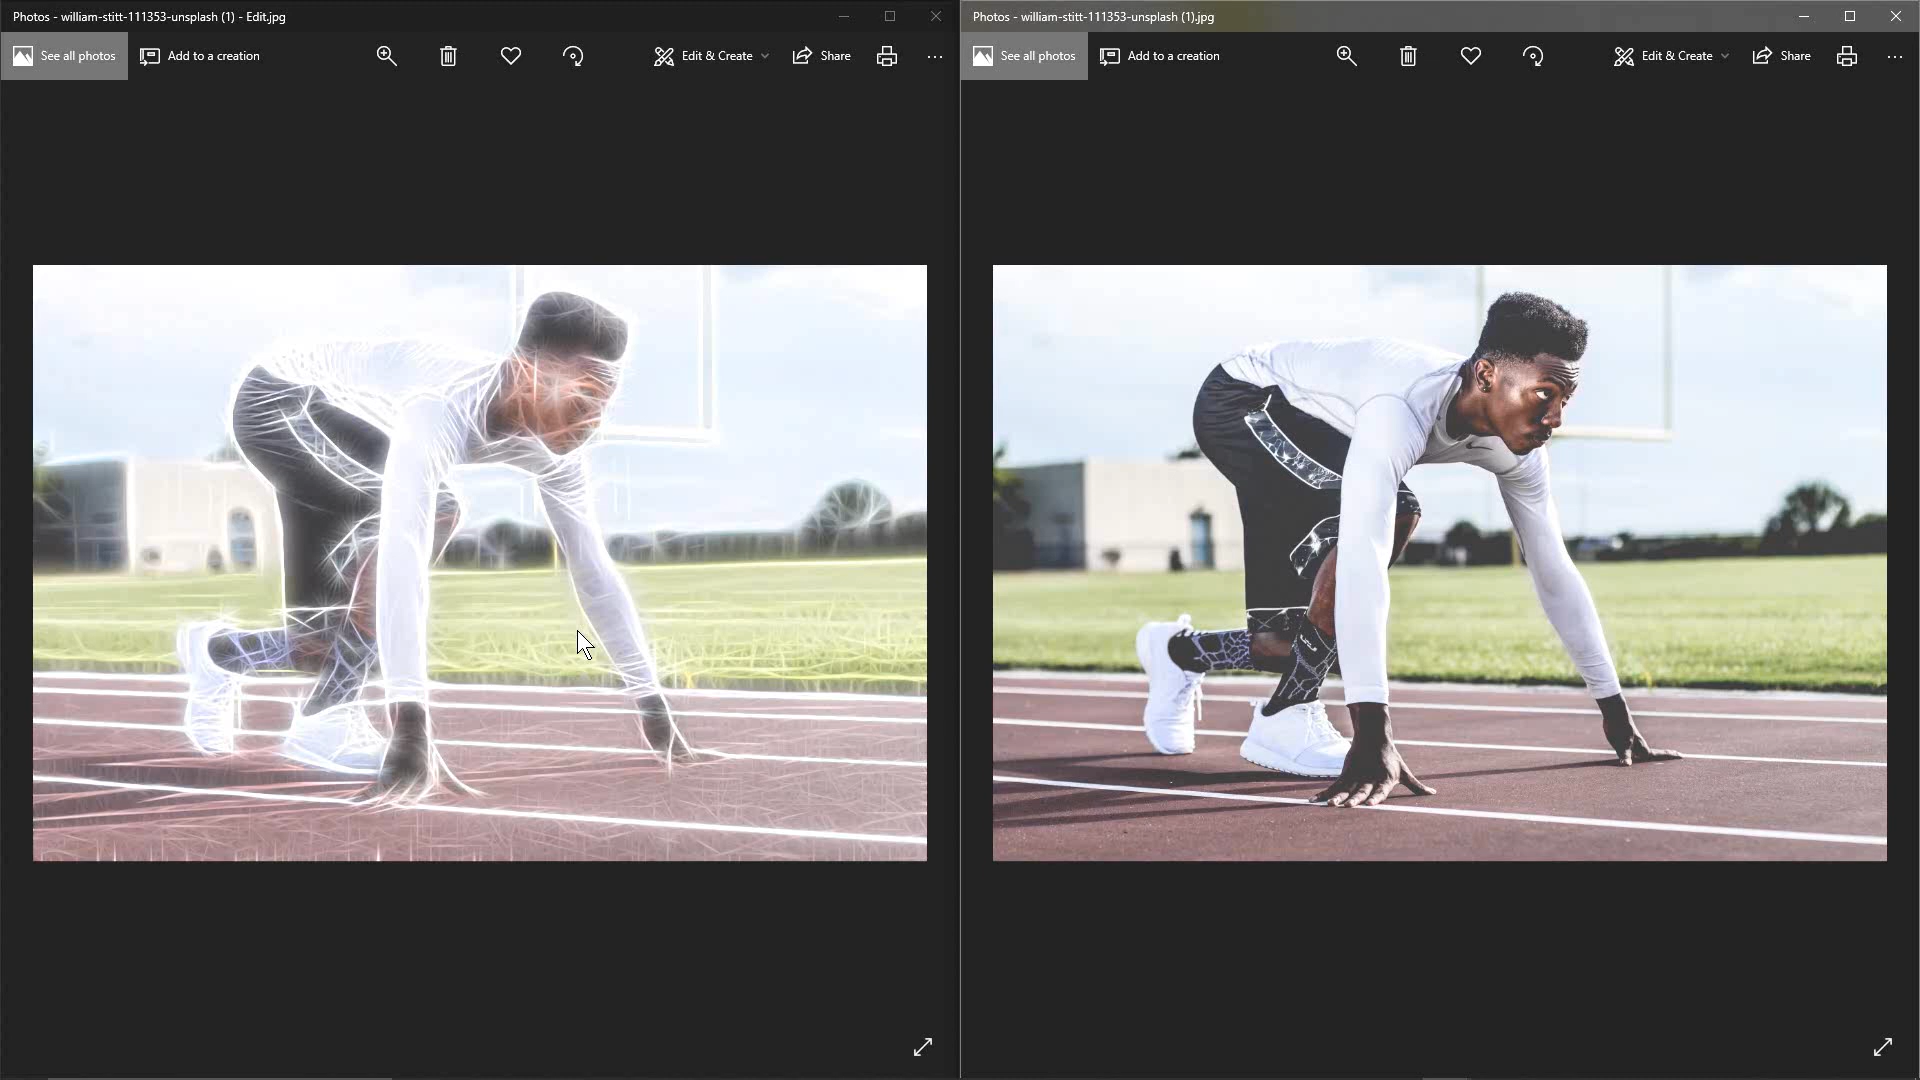 Photos - william-stitt-111353-unsplash (1) - Edit.jpg
See all photos
Add to a creation
Edit & Create
Share
Photos - william-stitt-111353-unsplash (1).jpg
See all photos
Add to a creation
Edit & Create
Share